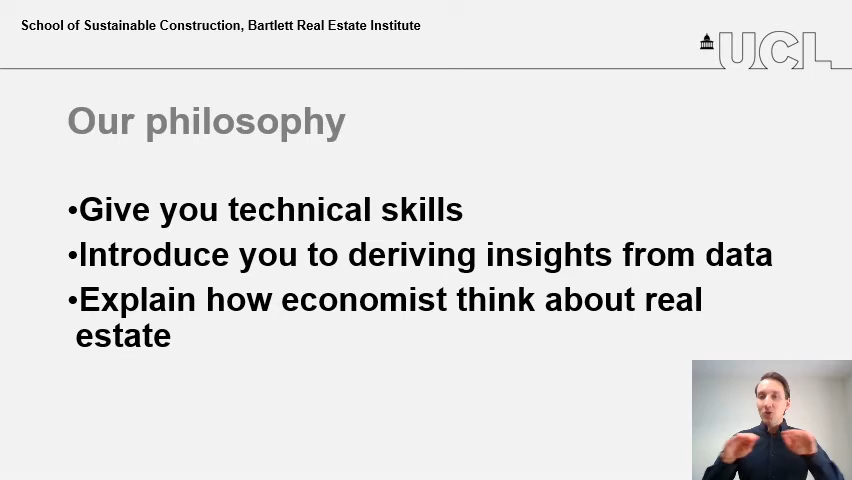 School of Sustainable Construction, Bartlett Real Estate Institute
UCL
Our philosophy
•Give you technical skills
•Introduce you to deriving insights from data
•Explain how economist think about real
estate